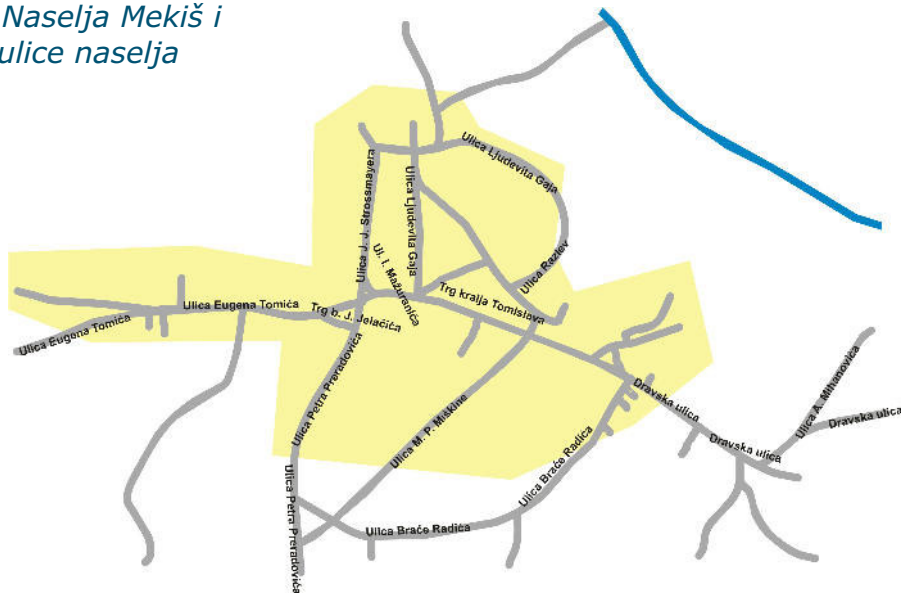 Naselja Mekiš i
ulice naselja
Ulica Ljudevita Gaja
Ulica J. J. Strossmayera
Ulica Ljudevita Gaja
Ul. I. Mažuranića
Ulica Razlev
Trg kralja Tomislava
Ulica Eugena Tomića
Trg b. J. Jelačića
Ulica Eugena Tomića
Ulica Petra Preradovića
Ulica M. P. Miškine
Dravska ulica
Ulica A. Mihanovića
Dravska ulica
Dravska ulica
Ulica Braće Radića
Ulica Petra Preradovića
Ulica Braće Radića